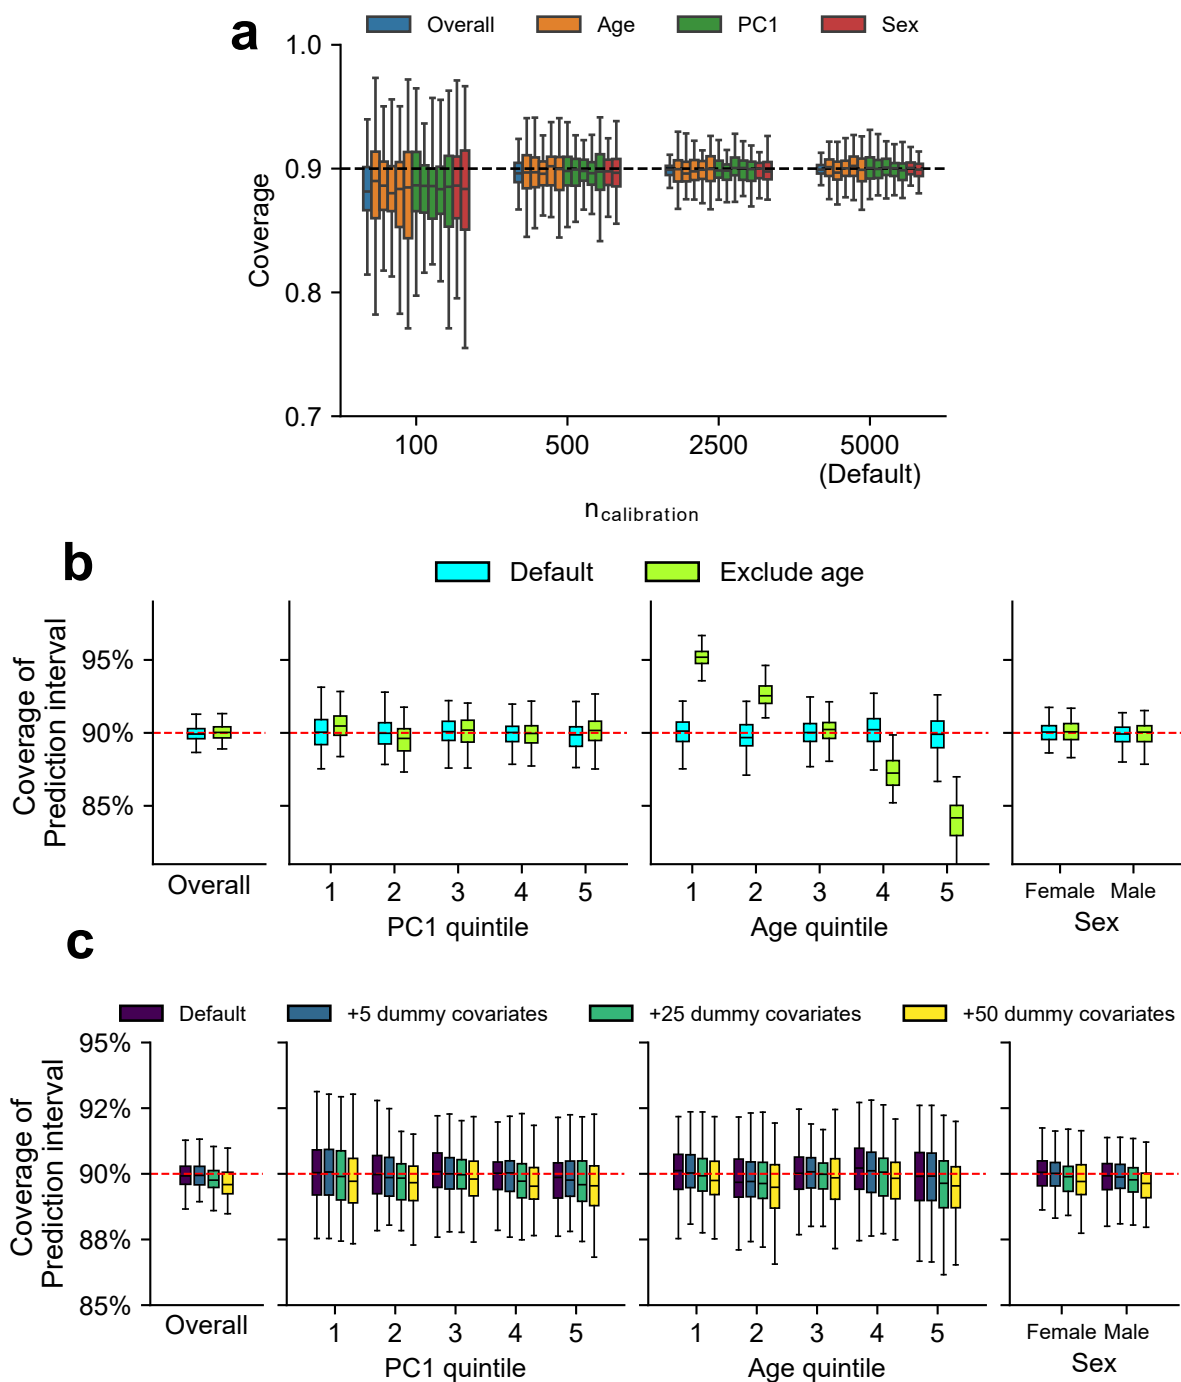 a
Overall Age PC1 Sex
1.0
0.9
0.8
0.7
Coverage
100 500 2500 5000
(Default)
n calibration
b
Default Exclude age
Coverage of
Prediction interval
95%
90%
85%
Overall
1 2 3 4 5
PC1 quintile
1 2 3 4 5
Age quintile
Female Male
Sex
c
Default +5 dummy covariates +25 dummy covariates +50 dummy covariates
Coverage of
Prediction interval
95%
92%
90%
88%
85%
Overall
1 2 3 4 5
PC1 quintile
1 2 3 4 5
Age quintile
Female Male
Sex